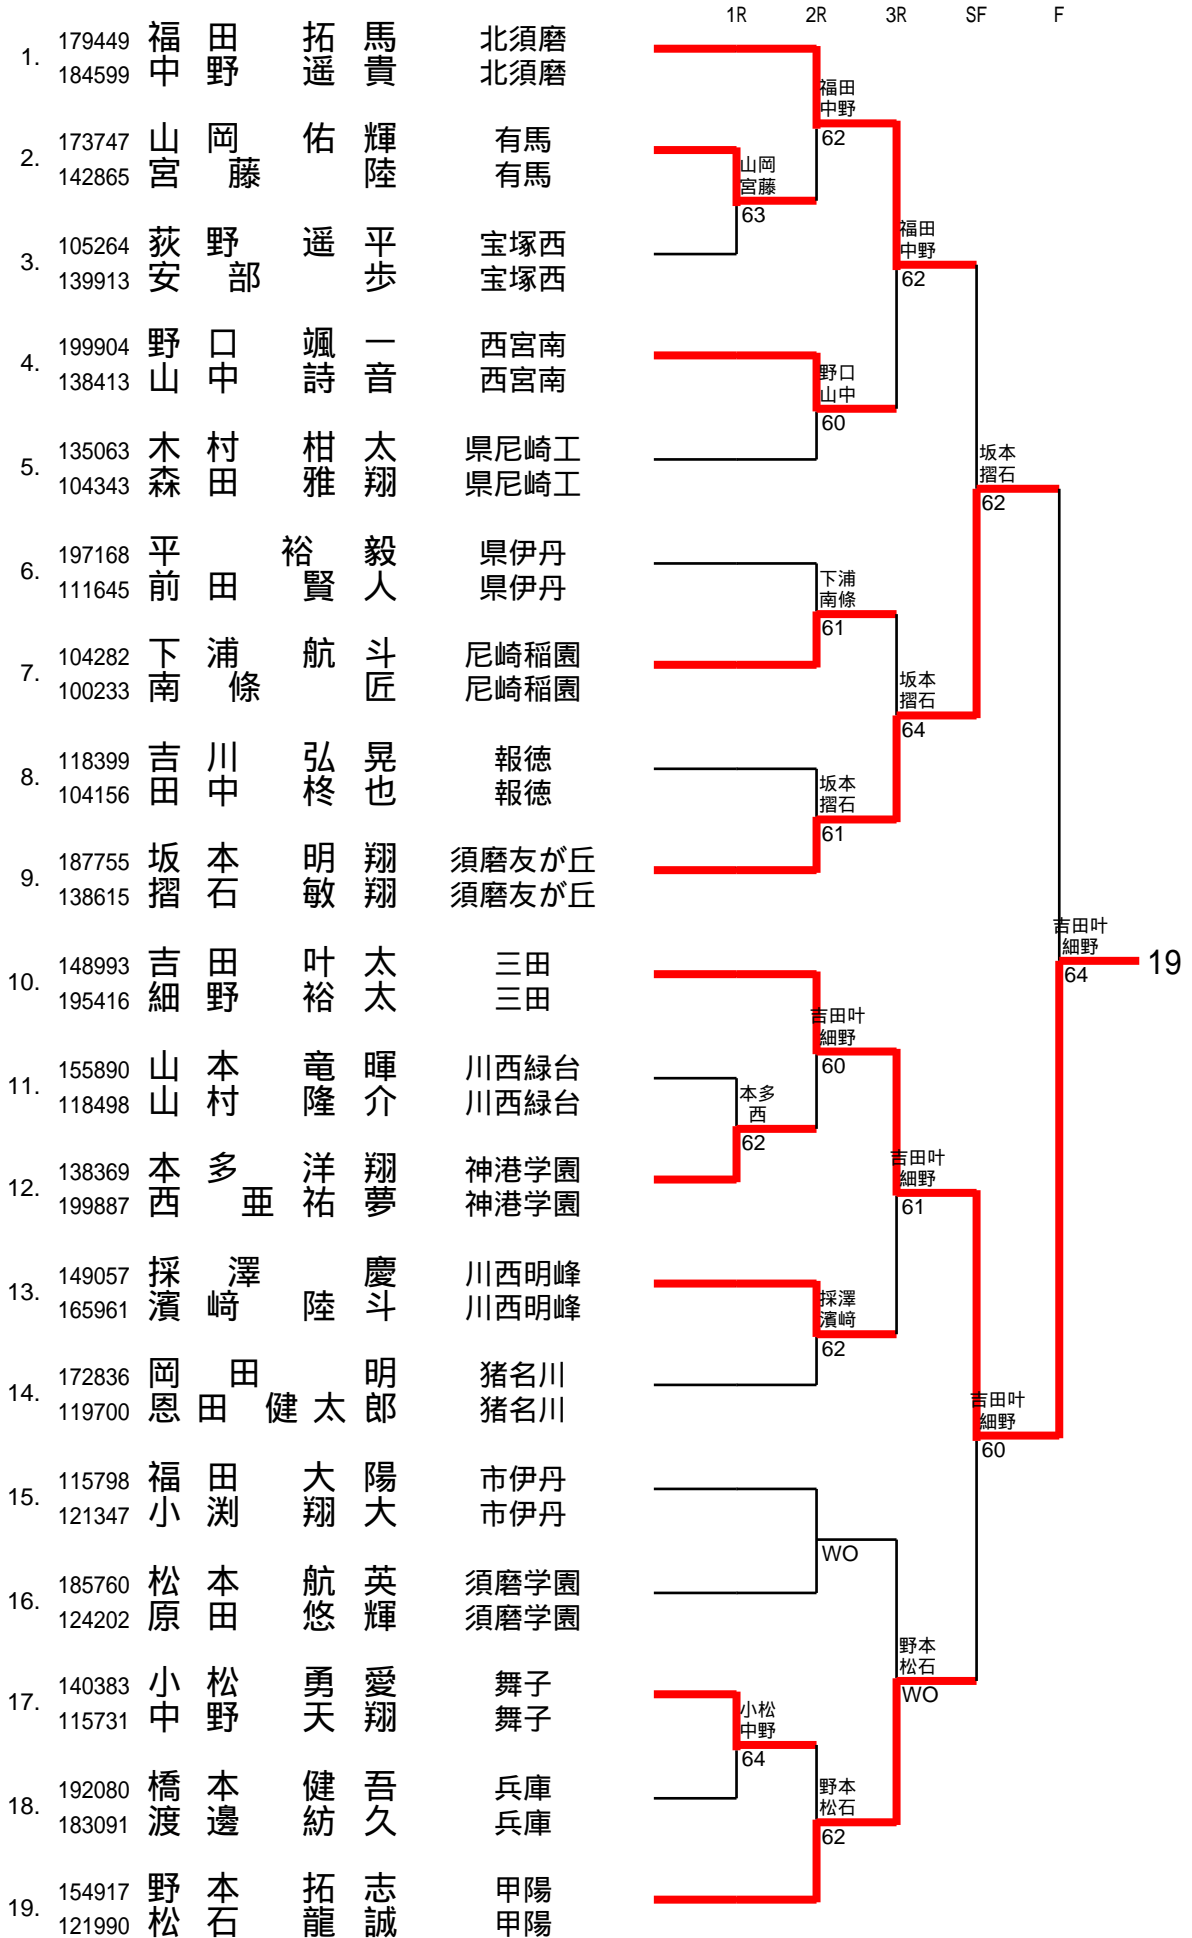 1R 2R 3R SF F
1. 179449 福田 拓馬 北須磨
184599 中野 遥貴 北須磨
福田
中野
62
2. 173747 山岡 佑輝 有馬
142865 宮藤 陸 有馬
山岡
宮藤
63
3. 105264 荻野 遥平 宝塚西
139913 安部 歩 宝塚西
福田
中野
62
4. 199904 野口 颯一 西宮南
138413 山中 詩音 西宮南
野口
山中
60
5. 135063 木村 柑太 県尼崎工
104343 森田 雅翔 県尼崎工
坂本
摺石
62
6. 197168 平 裕毅 県伊丹
111645 前田 賢人 県伊丹
下浦
南條
61
7. 104282 下浦 航斗 尼崎稲園
100233 南條 匠 尼崎稲園
坂本
摺石
64
8. 118399 吉川 弘晃 報徳
104156 田中 柊也 報徳
坂本
摺石
61
9. 187755 坂本 明翔 須磨友が丘
138615 摺石 敏翔 須磨友が丘
吉田叶
細野
64
19
10. 148993 吉田 叶太 三田
195416 細野 裕太 三田
吉田叶
細野
60
11. 155890 山本 竜暉 川西緑台
118498 山村 隆介 川西緑台
本多
西
62
12. 138369 本多 洋翔 神港学園
199887 西 亜祐夢 神港学園
吉田叶
細野
61
13. 149057 採澤 慶 川西明峰
165961 濱﨑 陸斗 川西明峰
採澤
濱﨑
62
14. 172836 岡田 明 猪名川
119700 恩田 健太郎 猪名川
吉田叶
細野
60
15. 115798 福田 大陽 市伊丹
121347 小渕 翔大 市伊丹
WO
16. 185760 松本 航英 須磨学園
124202 原田 悠輝 須磨学園
野本
松石
WO
17. 140383 小松 勇愛 舞子
115731 中野 天翔 舞子
小松
中野
64
18. 192080 橋本 健吾 兵庫
183091 渡邊 紡久 兵庫
野本
松石
62
19. 154917 野本 拓志 甲陽
121990 松石 龍誠 甲陽